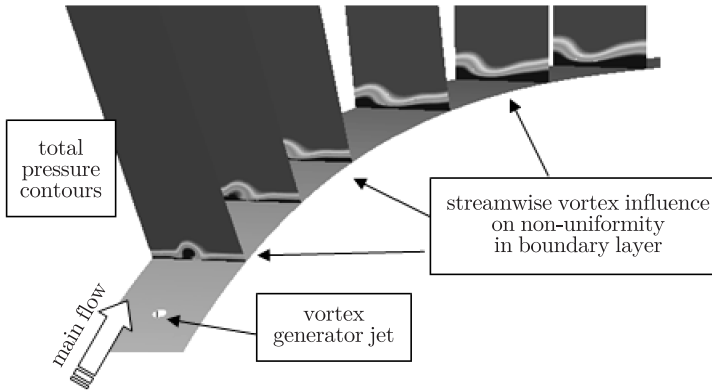 total
pressure
contours
streamwise vortex influence
on non-uniformity
in boundary layer
main flow
vortex
generator jet